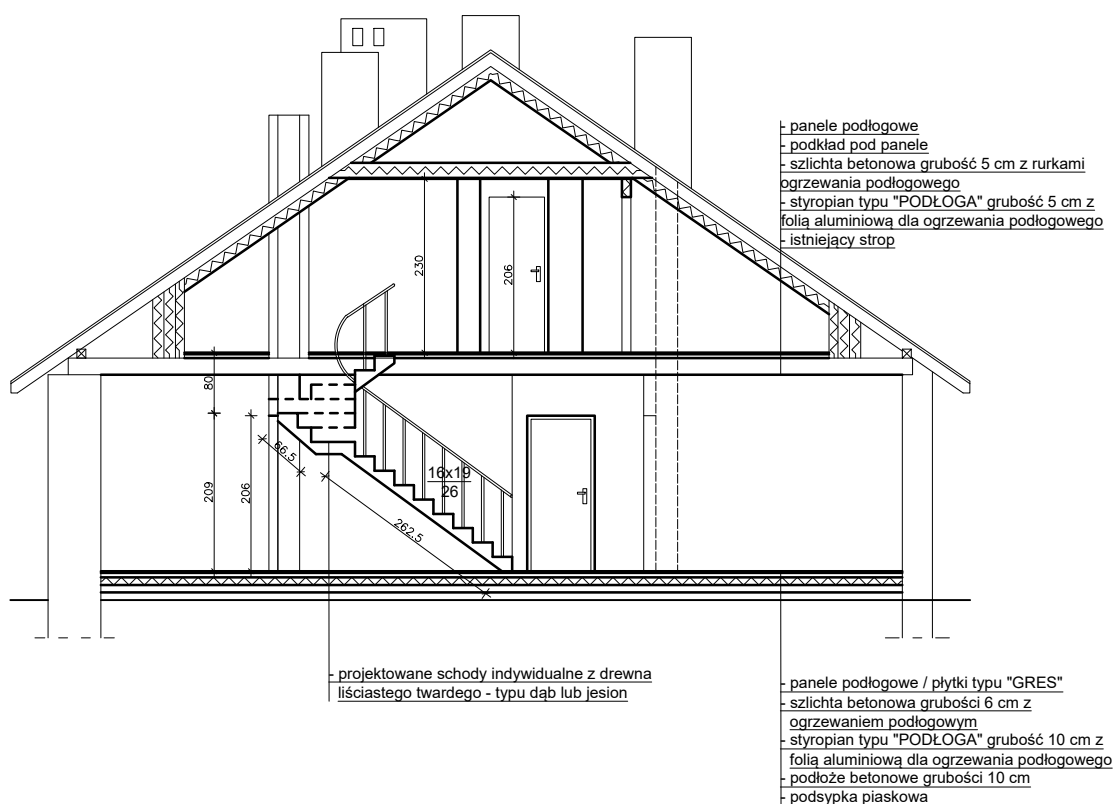 - panele podłogowe
- podkład pod panele
- szlichta betonowa grubość 5 cm z rurkami
ogrzewania podłogowego
- styropian typu "PODŁOGA" grubość 5 cm z
folią aluminiową dla ogrzewania podłogowego
- istniejący strop
230
206
80
66.5
209
206
16x19
26
262.5
- projektowane schody indywidualne z drewna
liściastego twardego - typu dąb lub jesion
- panele podłogowe / płytki typu "GRES"
- szlichta betonowa grubości 6 cm z
ogrzewaniem podłogowym
- styropian typu "PODŁOGA" grubość 10 cm z
folią aluminiową dla ogrzewania podłogowego
- podłoże betonowe grubości 10 cm
- podsypka piaskowa